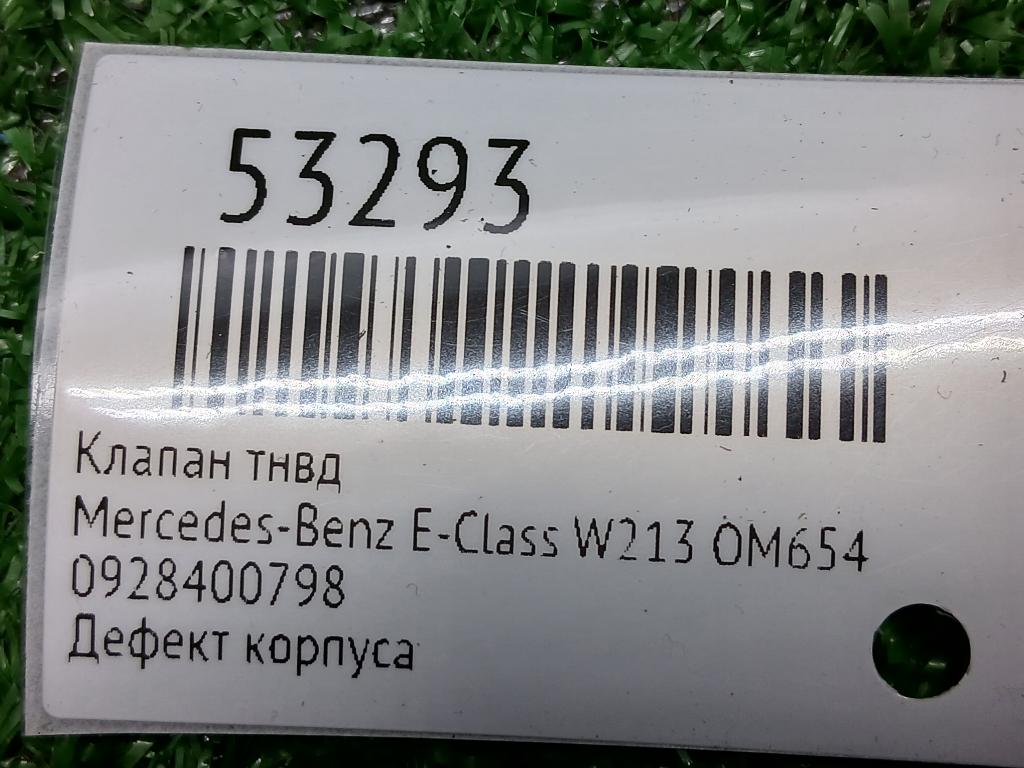 53293
Клапан тнвд
Mercedes-Benz E-Class W213 OM654
0928400798
Дефект корпуса